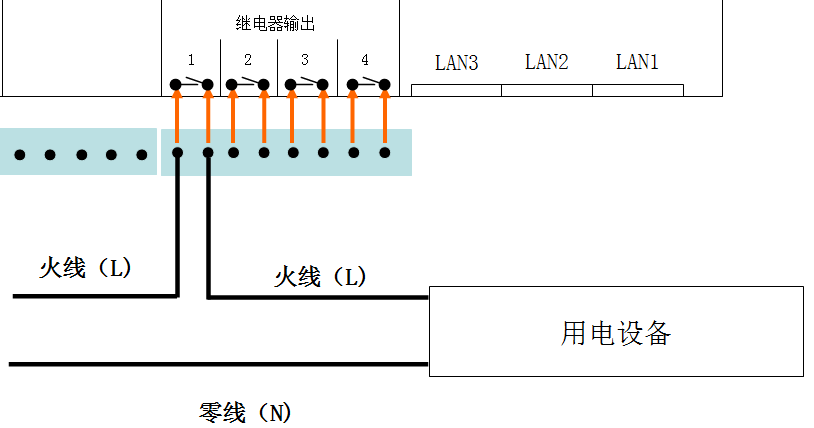 继电器输出
1 2 3 4
LAN3 LAN2 LAN1
火线（L）
火线（L）
用电设备
零线（N）